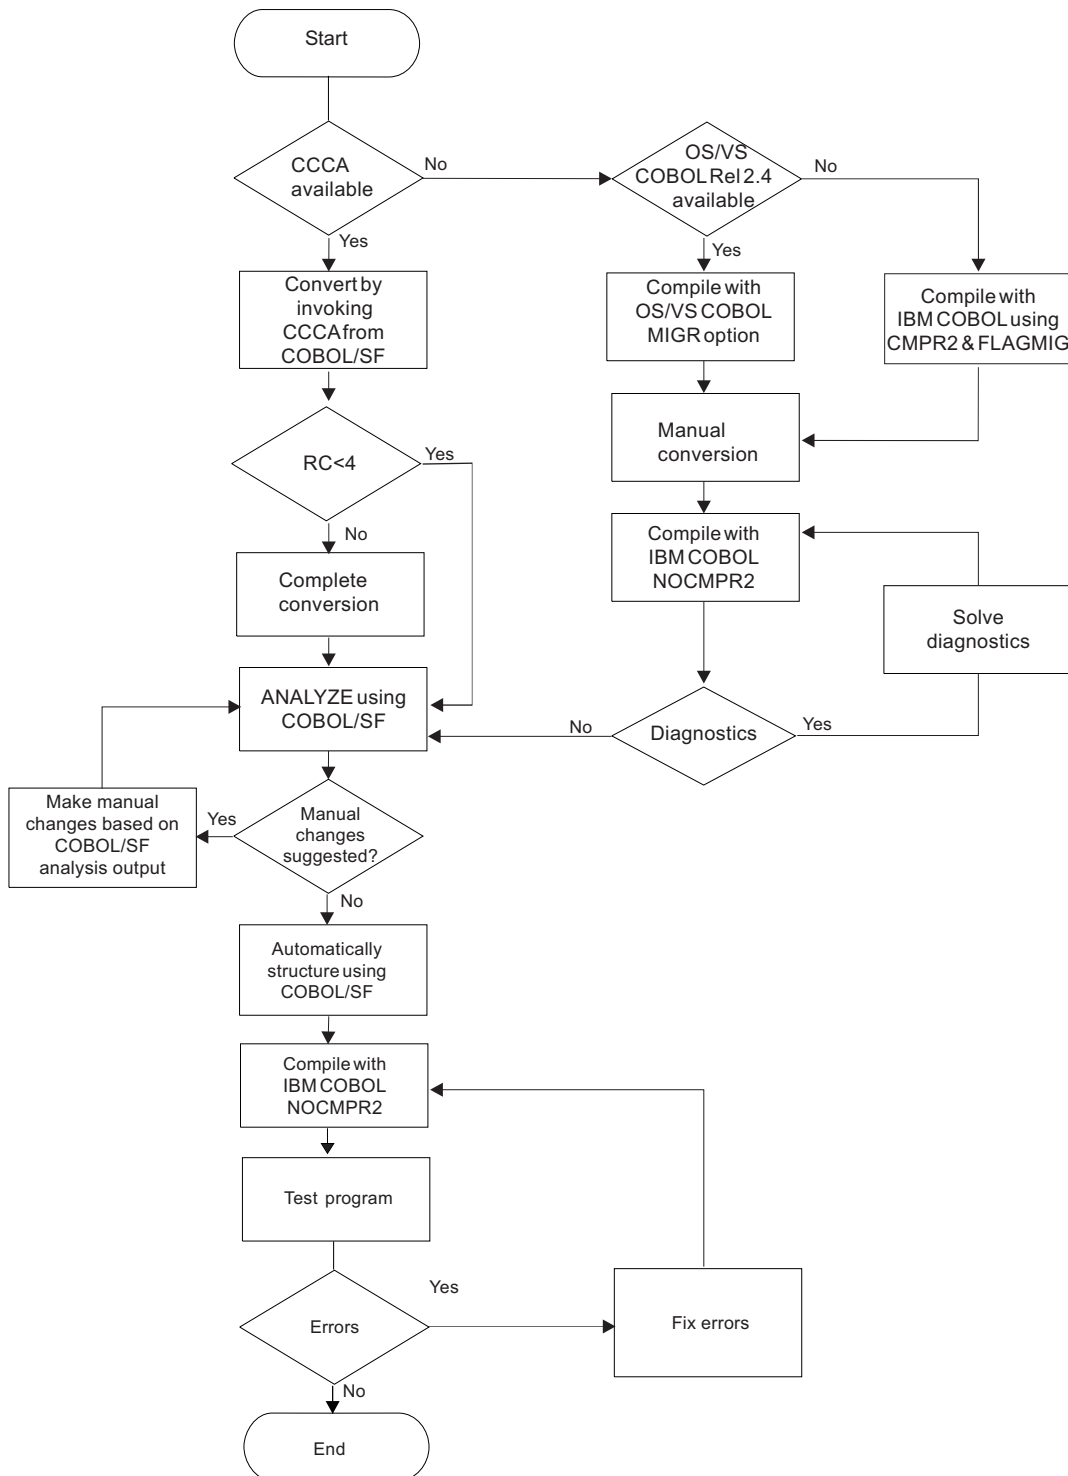 Start
CCCA
available
No
OS/VS
COBOL Rel 2.4
available
No
Yes
Yes
Convert by
invoking
CCCA from
COBOL/SF
Compile with
OS/VS COBOL
MIGR option
Compile with
IBM COBOL using
CMPR2 & FLAGMIG
RC<4
Yes
No
Manual
conversion
Complete
conversion
Compile with
IBM COBOL
NOCMPR2
Solve
diagnostics
ANALYZE using
COBOL/SF
No
Diagnostics
Yes
Make manual
changes based on
COBOL/SF
analysis output
Yes
Manual
changes
suggested?
No
Automatically
structure using
COBOL/SF
Compile with
IBM COBOL
NOCMPR2
Test program
Errors
Yes
Fix errors
No
End